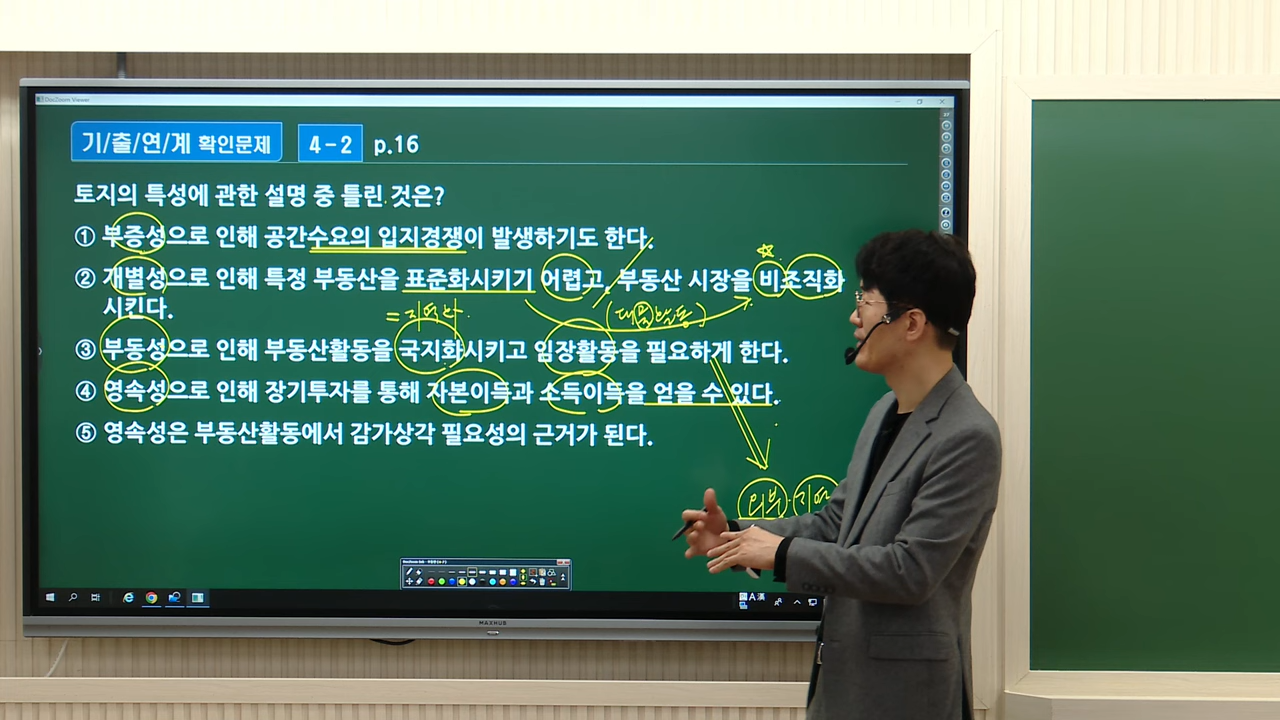 DocZoom Viewer
기/출/연/계 확인문제 4-2 p.16
토지의 특성에 관한 설명 중 틀린 것은?
① 부증성으로 인해 공간수요의 입지경쟁이 발생하기도 한다.
② 개별성으로 인해 특정 부동산을 표준화시키기 어렵고, 부동산 시장을 비조직화
시킨다.
③ 부동성으로 인해 부동산활동을 국지화시키고 임장활동을 필요하게 한다.
④ 영속성으로 인해 장기투자를 통해 자본이득과 소득이득을 얻을 수 있다.
⑤ 영속성은 부동산활동에서 감가상각 필요성의 근거가 된다.
외부
MAXHUB